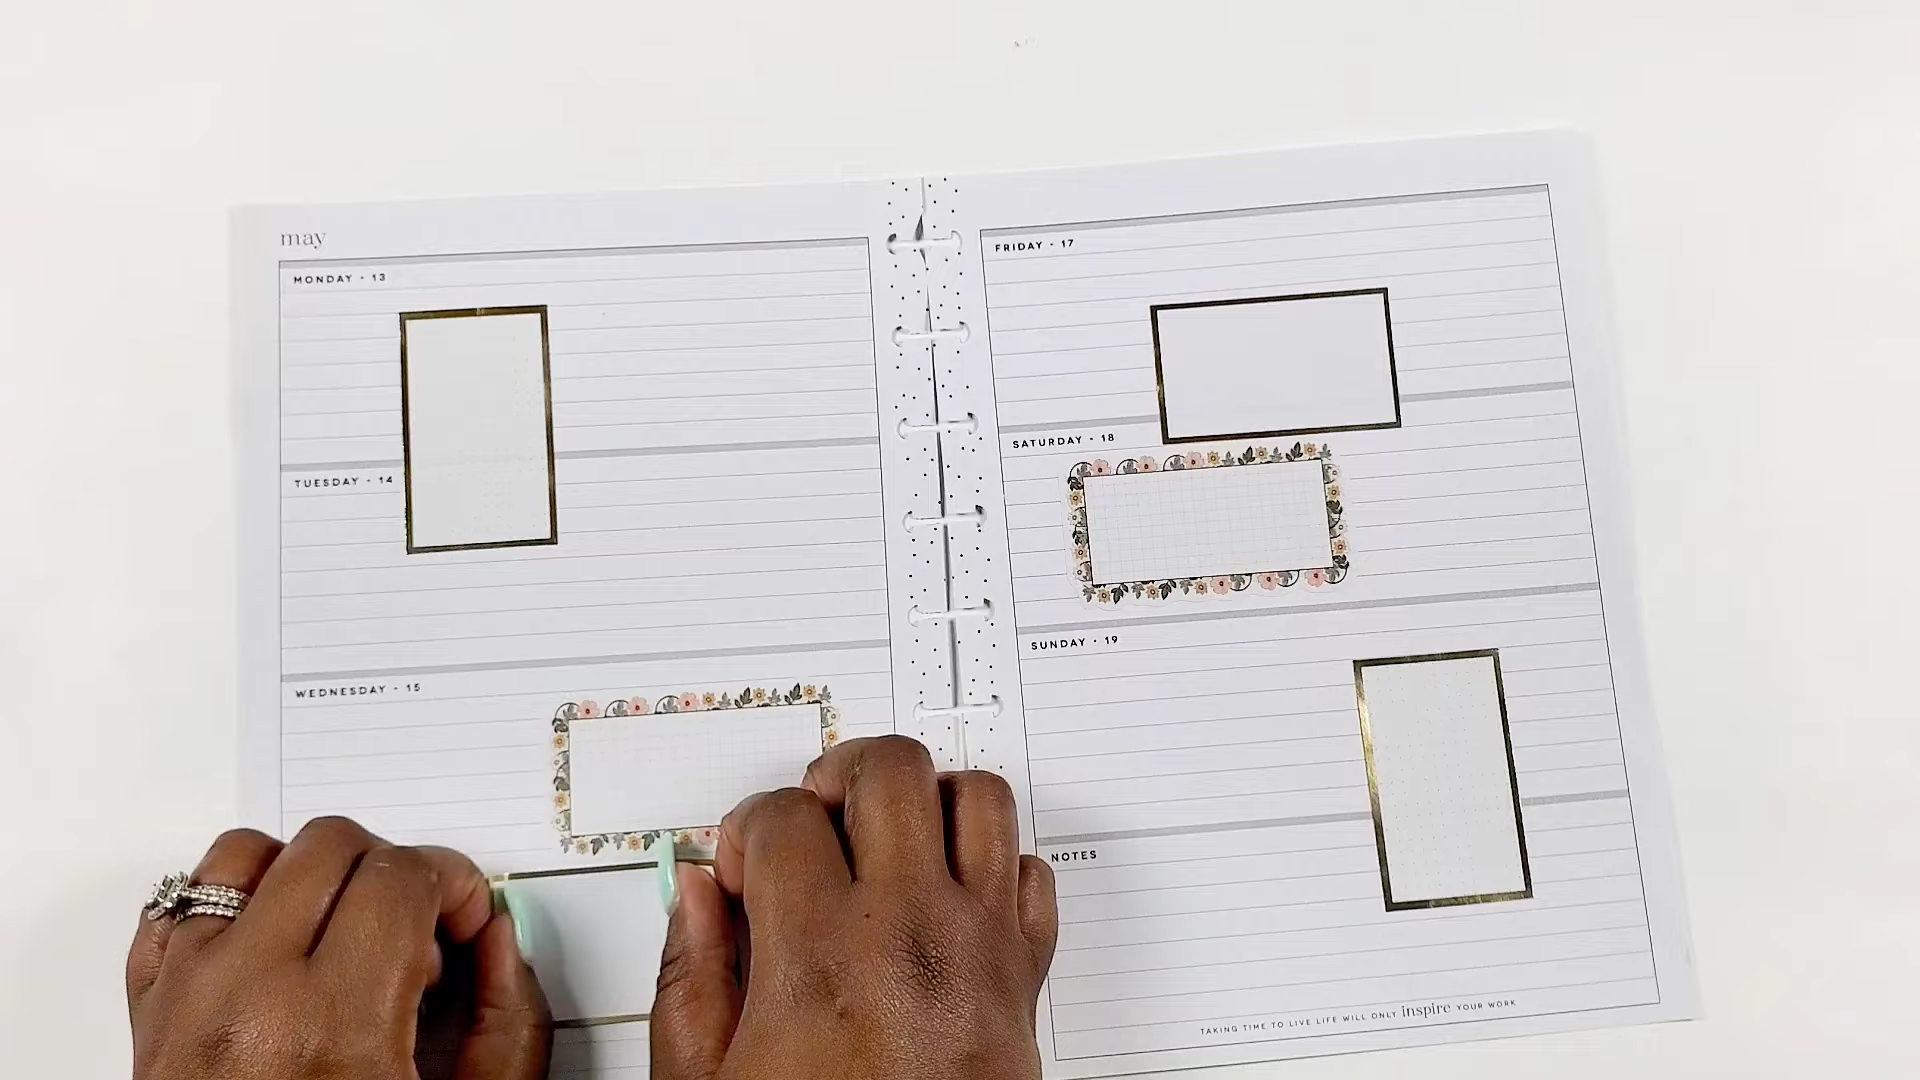 may
MONDAY · 13
TUESDAY · 14
WEDNESDAY · 15
FRIDAY · 17
SATURDAY · 18
SUNDAY · 19
NOTES
TAKING TIME TO LIVE LIFE WILL ONLY inspire YOUR WORK